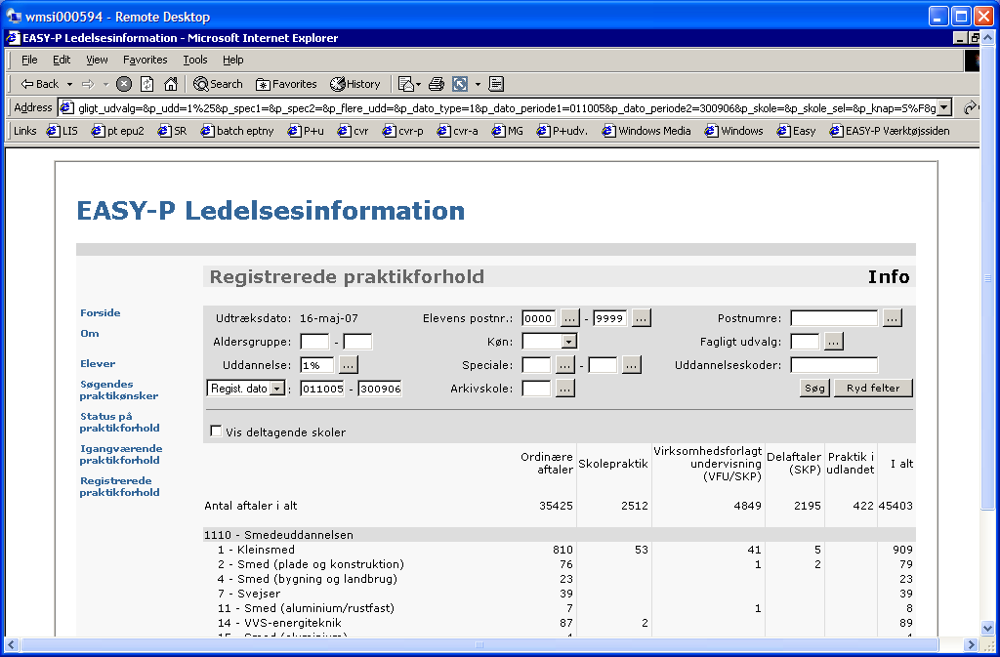 wmsi000594 - Remote Desktop
EASY-P Ledelsesinformation - Microsoft Internet Explorer
File Edit View Favorites Tools Help
Back Search Favorites History
Address gligt_udvalg=&p_udd=1%25&p_spec1=&p_spec2=&p_flere_udd=&p_dato_type=1&p_dato_periode1=011005&p_dato_periode2=300906&p_skole=&p_skole_sel=&p_knap=5%F8g
Links LIS pt epu2 SR batch eptny P+u cvr cvr-p cvr-a MG P+udv. Windows Media Windows Easy EASY-P Værktøjssiden
EASY-P Ledelsesinformation
Registrerede praktikforhold Info
Forside
Om
Elever
Søgendes
praktikønsker
Status på
praktikforhold
Igangværende
praktikforhold
Registrerede
praktikforhold
Udtræksdato: 16-maj-07 Elevens postnr.: 0000 ... - 9999 ... Postnumre: ...
Aldersgruppe: - Køn: Fagligt udvalg: ...
Uddannelse: 1% ... Speciale: ... - ... Uddannelseskoder:
Regist. dato : 011005 - 300906 Arkivskole: ... Søg Ryd felter
Vis deltagende skoler
Ordinære aftaler Skolepraktik Virksomhedsforlagt undervisning (VFU/SKP) Delaftaler (SKP) Praktik i udlandet I alt
Antal aftaler i alt 35425 2512 4849 2195 422 45403
1110 - Smedeuddannelsen
1 - Kleinsmed 810 53 41 5 909
2 - Smed (plade og konstruktion) 76 1 2 79
4 - Smed (bygning og landbrug) 23 23
7 - Svejser 39 39
11 - Smed (aluminium/rustfast) 7 1 8
14 - VVS-energiteknik 87 2 89
15 - Smed (aluminium) 4 4